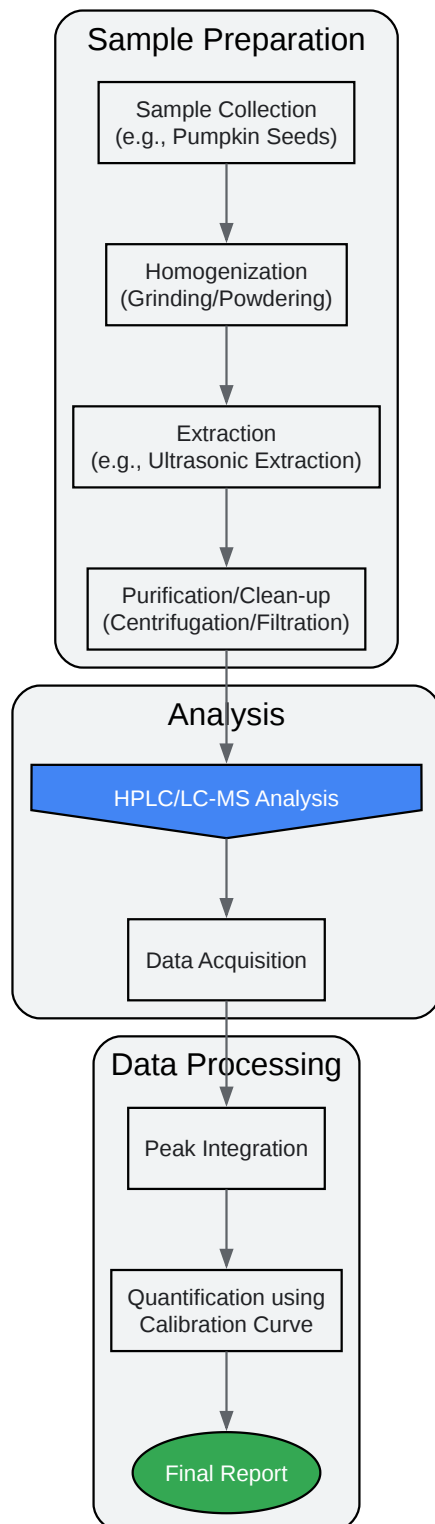 Sample Preparation
Sample Collection
(e.g., Pumpkin Seeds)
Homogenization
(Grinding/Powdering)
Extraction
(e.g., Ultrasonic Extraction)
Purification/Clean-up
(Centrifugation/Filtration)
Analysis
HPLC/LC-MS Analysis
Data Acquisition
Data Processing
Peak Integration
Quantification using
Calibration Curve
Final Report